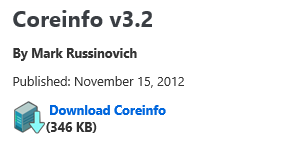 Coreinfo v3.2
By Mark Russinovich
Published: November 15, 2012
Download Coreinfo
(346 KB)